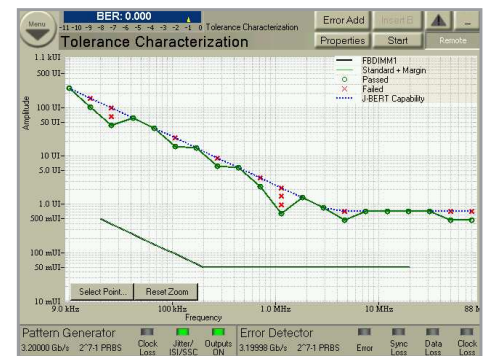 Menu
BER: 0.000
-11 -10 -9 -8 -7 -6 -5 -4 -3 -2 -1 0 Tolerance Characterization
Tolerance Characterization
Error Add
Insert B
Properties
Start
Remote
1.1 kUI
500 UI
100 UI
50 UI
10 UI
5 UI
1.0 UI
500 mUI
100 mUI
50 mUI
10 mUI
Amplitude
FBDIMM1
Standard + Margin
Passed
Failed
J-BERT Capability
Select Point...
Reset Zoom
9.0 kHz
100 kHz
1.0 MHz
10 MHz
88 M
Frequency
Pattern Generator
3.20000 Gb/s 2^7-1 PRBS
Clock Loss
Jitter/ ISI/SSC
Outputs ON
Error Detector
3.19998 Gb/s 2^7-1 PRBS
Error
Sync Loss
Data Loss
Clock Loss